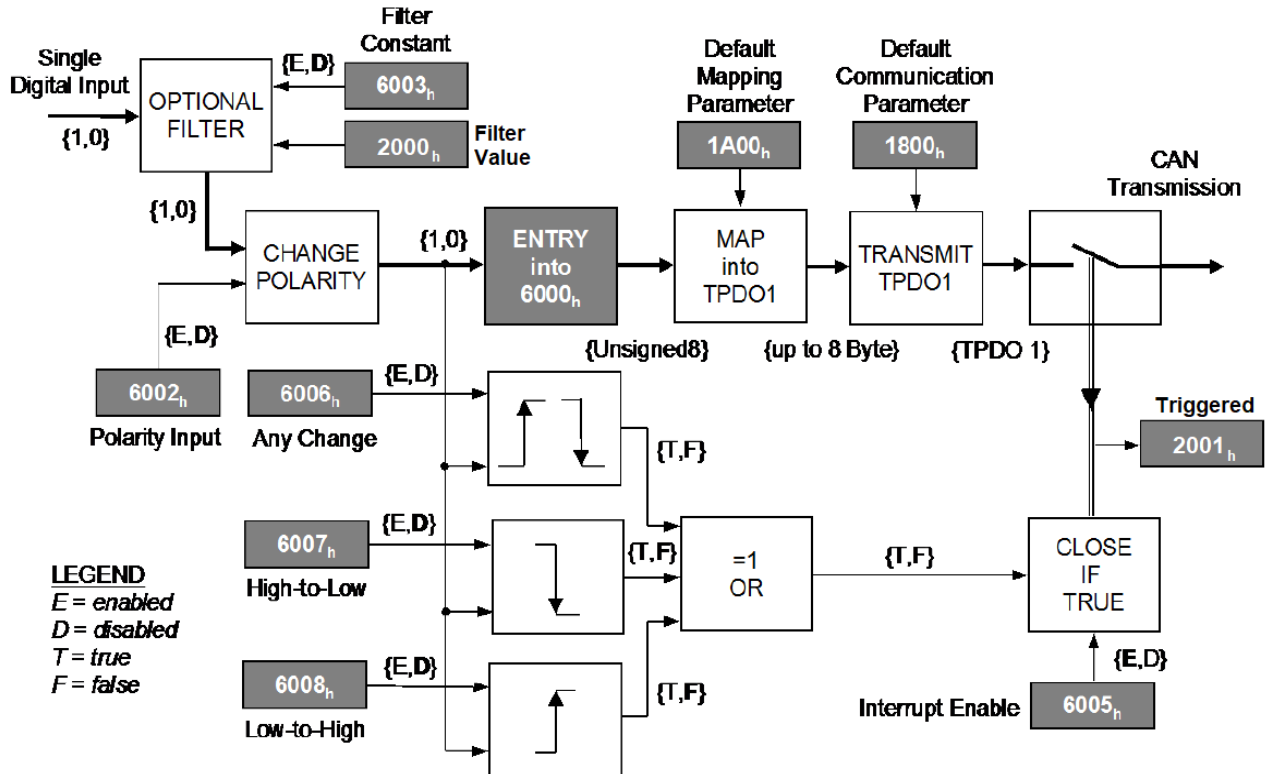 Filter
Constant
Single
Digital Input
{1,0}
OPTIONAL
FILTER
{E,D}
6003h
2000h
Filter
Value
Default
Mapping
Parameter
1A00h
Default
Communication
Parameter
1800h
CAN
Transmission
{1,0}
CHANGE
POLARITY
{1,0}
ENTRY
into
6000h
MAP
into
TPDO1
TRANSMIT
TPDO1
{Unsigned8}
{up to 8 Byte}
{TPDO 1}
{E,D}
6002h
Polarity Input
{E,D}
6006h
Any Change
{T,F}
Triggered
2001h
{E,D}
6007h
High-to-Low
{T,F}
=1
OR
{T,F}
CLOSE
IF
TRUE
LEGEND
E = enabled
D = disabled
T = true
F = false
{E,D}
6008h
Low-to-High
{T,F}
{E,D}
Interrupt Enable
6005h